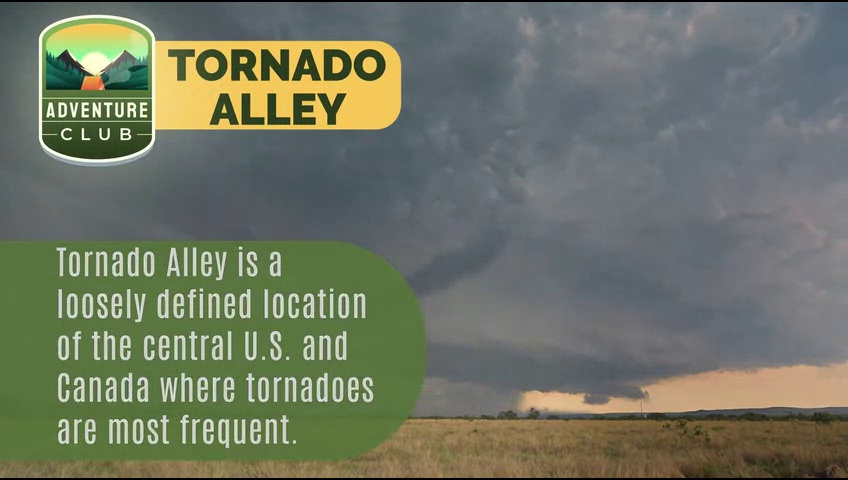 ADVENTURE
CLUB
TORNADO
ALLEY
Tornado Alley is a
loosely defined location
of the central U.S. and
Canada where tornadoes
are most frequent.